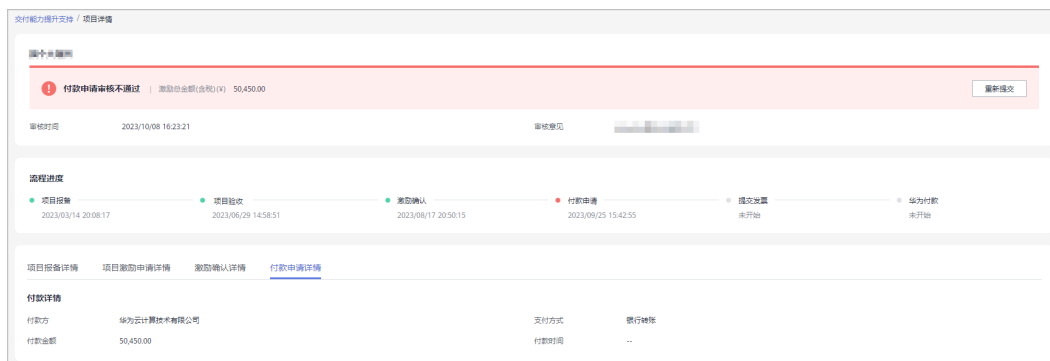 交付能力提升支持 / 项目详情
付款申请审核不通过 | 激励总金额(含税)(¥) 50,450.00 重新提交
审核时间 2023/10/08 16:23:21 审核意见
流程进度
项目报备 项目验收 激励确认 付款申请 提交发票 华为付款
2023/03/14 20:08:17 2023/06/29 14:58:51 2023/08/17 20:50:15 2023/09/25 15:42:55 未开始 未开始
项目报备详情 项目激励申请详情 激励确认详情 付款申请详情
付款详情
付款方 华为云计算技术有限公司 支付方式 银行转账
付款金额 50,450.00 付款时间 --